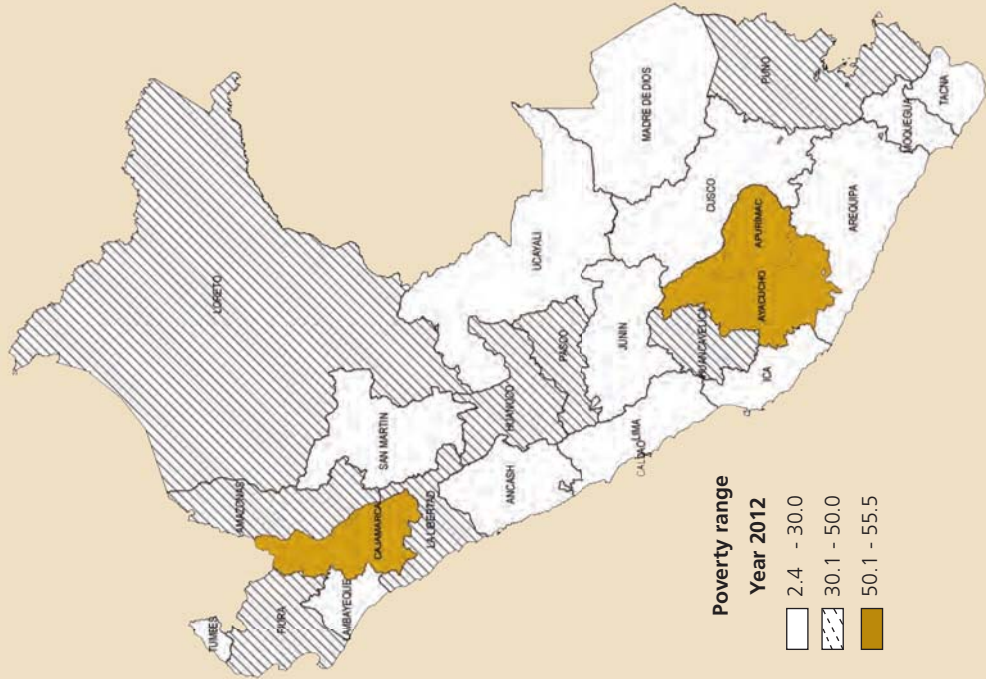 TUMBES
PIURA
LAMBAYEQUE
AMAZONAS
CAJAMARCA
LA LIBERTAD
LORETO
SAN MARTIN
ANCASH
HUANUCO
PASCO
UCAYALI
CALLAO
LIMA
JUNIN
HUANCAVELICA
ICA
AYACUCHO
APURIMAC
CUSCO
MADRE DE DIOS
AREQUIPA
PUNO
MOQUEGUA
TACNA
Poverty range
Year 2012
2.4 - 30.0
30.1 - 50.0
50.1 - 55.5